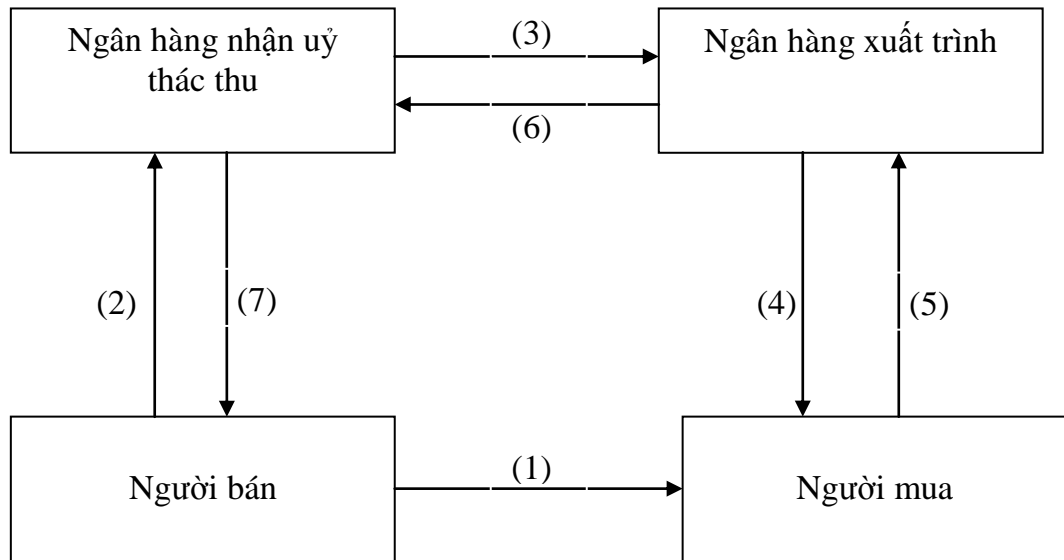 Ngân hàng nhận uỷ
thác thu
(3)
Ngân hàng xuất trình
(6)
(2)
(7)
(4)
(5)
Người bán
(1)
Người mua